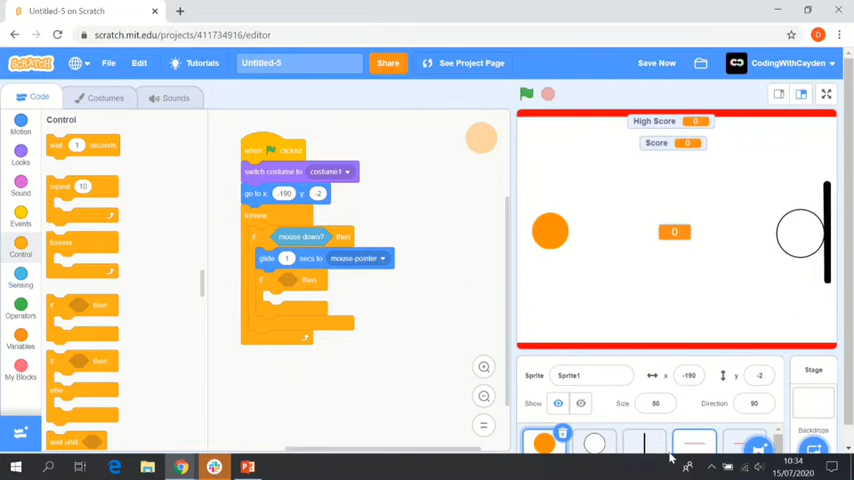 Untitled-5 on Scratch
scratch.mit.edu/projects/411734916/editor
SCRATCH
File
Edit
Tutorials
Untitled-5
Share
See Project Page
Save Now
CodingWithCayden
Code
Costumes
Sounds
Motion
Looks
Sound
Events
Control
Sensing
Operators
Variables
My Blocks
Control
wait 1 seconds
repeat 10
forever
if then
if then
else
wait until
when clicked
switch costume to costume1
go to x: -190 y: -2
forever
if mouse down? then
glide 1 secs to mouse-pointer
if then
High Score 0
Score 0
0
Sprite Sprite1 x -190 y -2
Show Size 50 Direction 90
Stage
Backdrops
10:34
15/07/2020